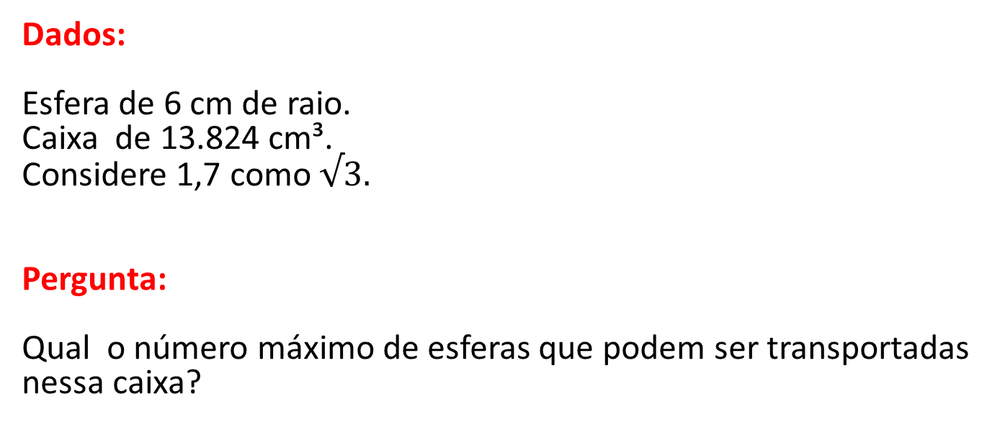 Dados:
Esfera de 6 cm de raio.
Caixa  de 13.824 cm³.
Considere 1,7 como √3.
Pergunta:
Qual  o número máximo de esferas que podem ser transportadas
nessa caixa?